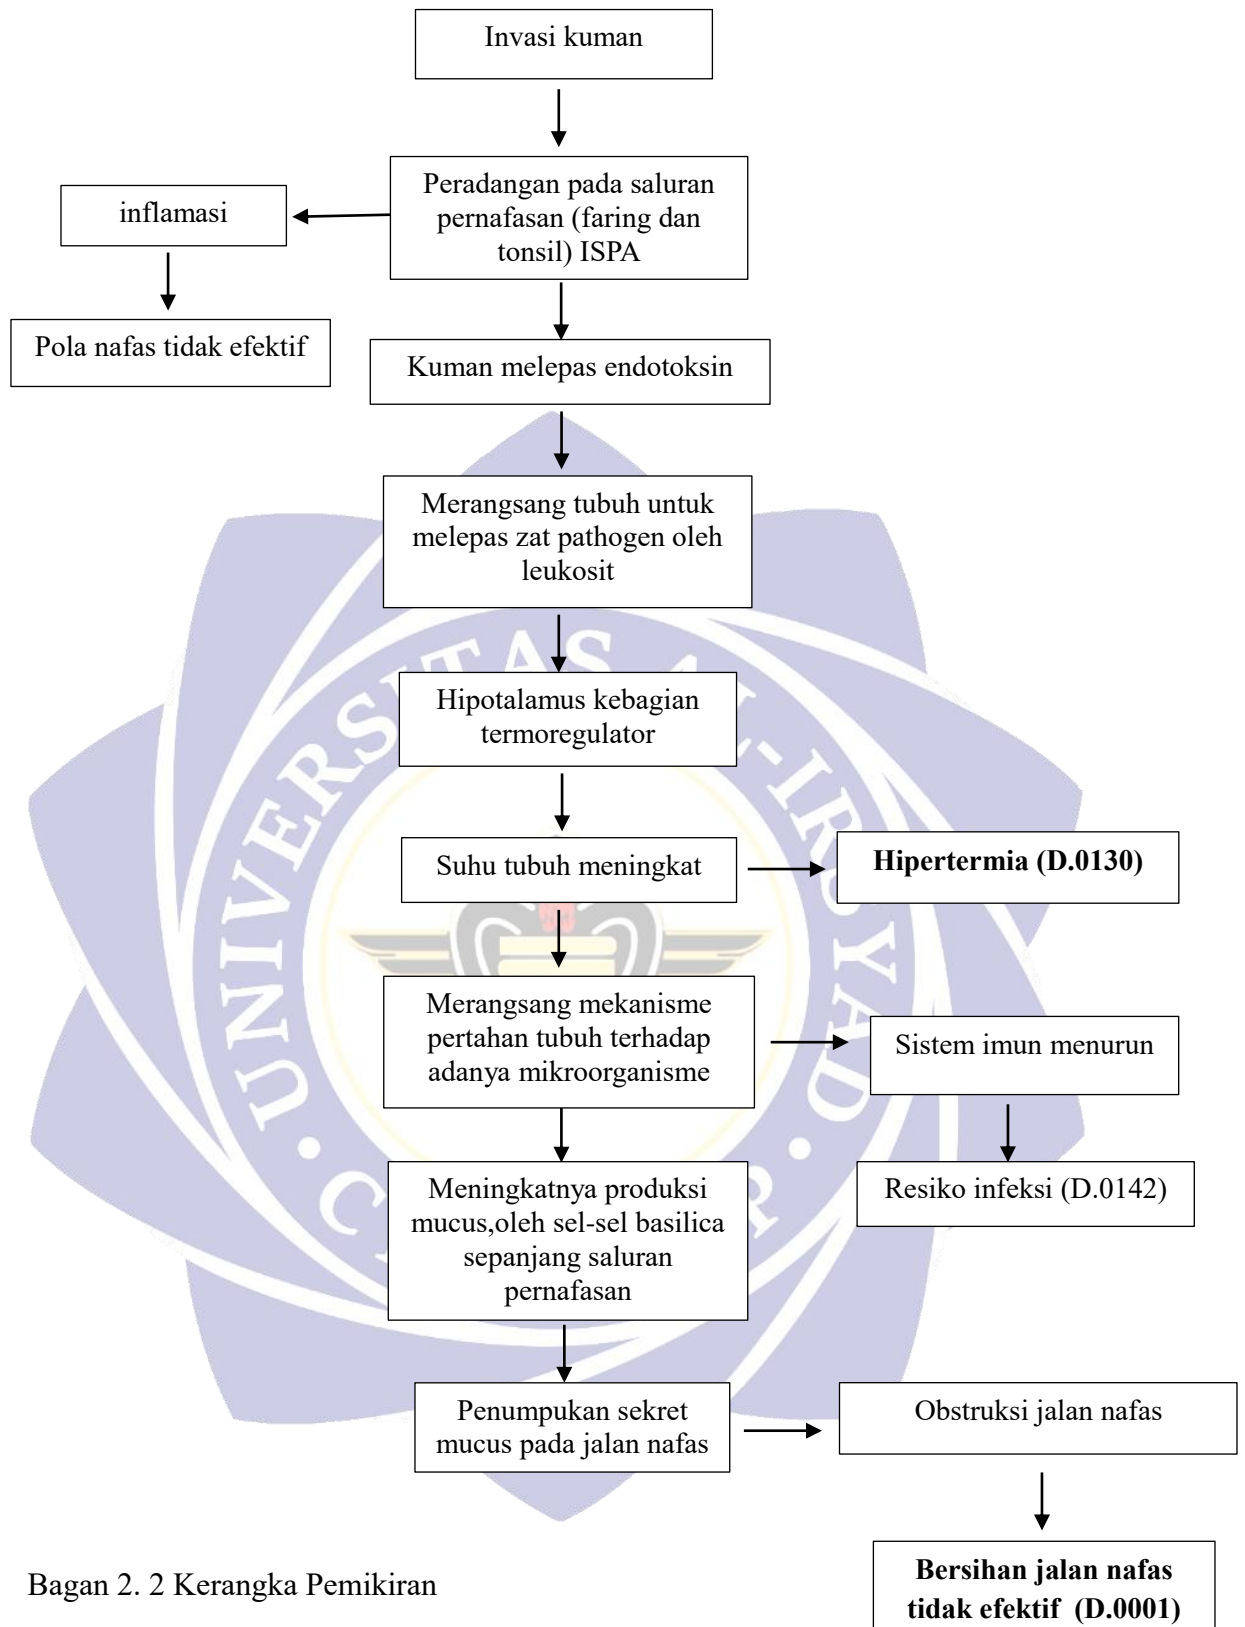 Invasi kuman
Peradangan pada saluran
pernafasan (faring dan
tonsil) ISPA
inflamasi
Pola nafas tidak efektif
Kuman melepas endotoksin
Merangsang tubuh untuk
melepas zat pathogen oleh
leukosit
Hipotalamus kebagian
termoregulator
Suhu tubuh meningkat
Hipertermia (D.0130)
Merangsang mekanisme
pertahan tubuh terhadap
adanya mikroorganisme
Sistem imun menurun
Resiko infeksi (D.0142)
Meningkatnya produksi
mucus,oleh sel-sel basilica
sepanjang saluran
pernafasan
Penumpukan sekret
mucus pada jalan nafas
Obstruksi jalan nafas
Bersihan jalan nafas
tidak efektif (D.0001)
Bagan 2. 2 Kerangka Pemikiran
UNIVERSITAS AL-IRSYAD